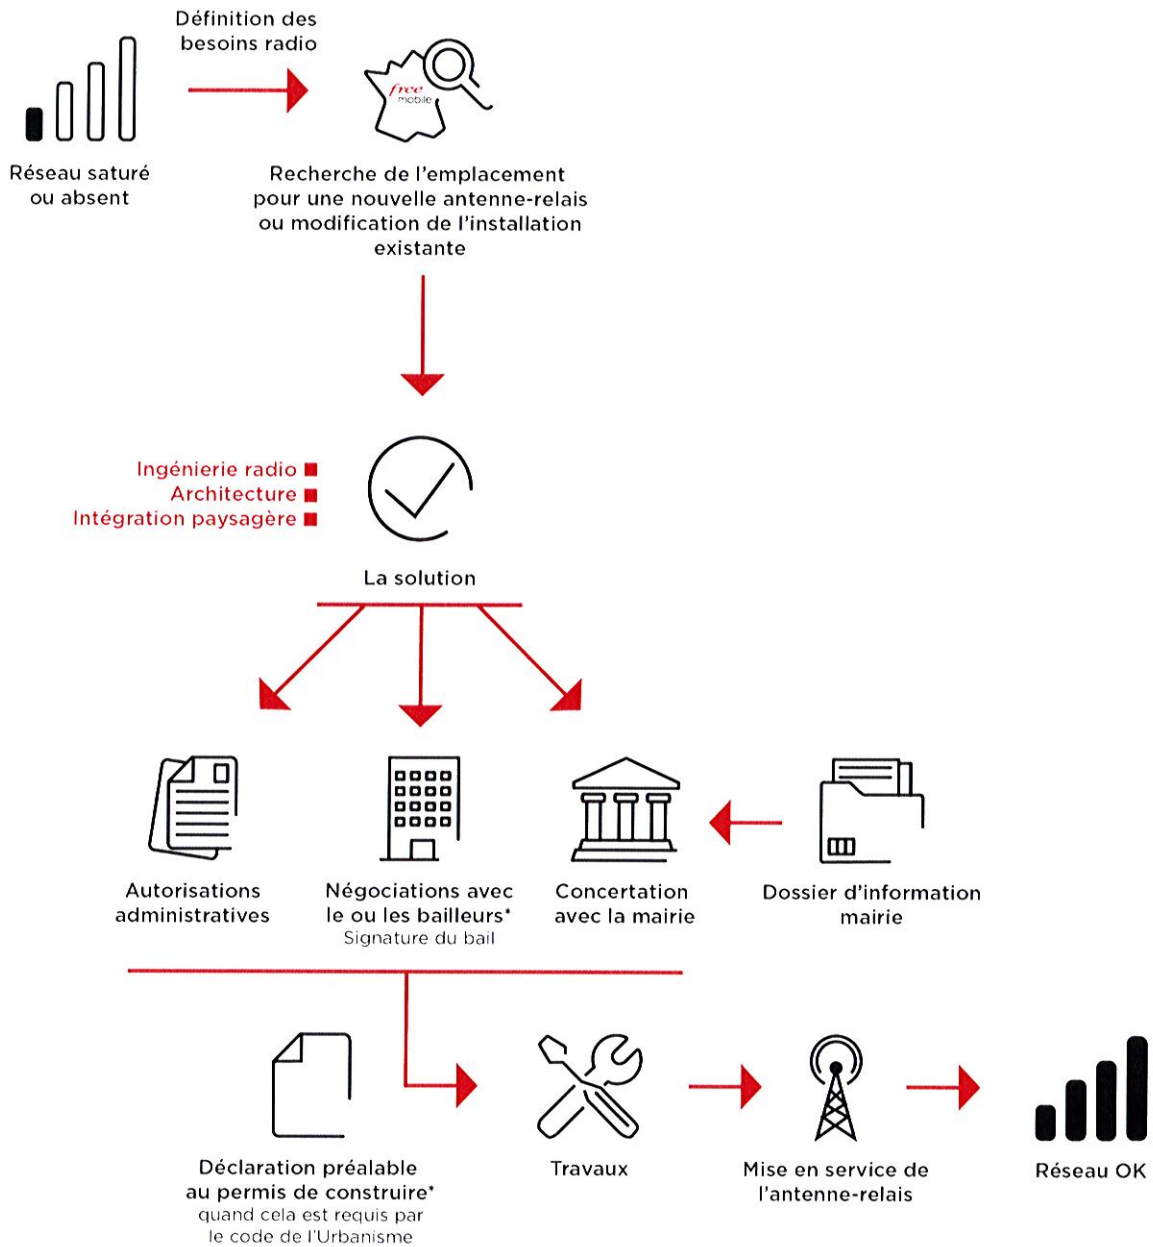 Définition des
besoins radio
free
mobile
Réseau saturé
ou absent
Recherche de l'emplacement
pour une nouvelle antenne-relais
ou modification de l'installation
existante
Ingénierie radio
Architecture
Intégration paysagère
La solution
Autorisations
administratives
Négociations avec
le ou les bailleurs*
Signature du bail
Concertation
avec la mairie
Dossier d'information
mairie
Déclaration préalable
au permis de construire*
quand cela est requis par
le code de l'Urbanisme
Travaux
Mise en service de
l'antenne-relais
Réseau OK